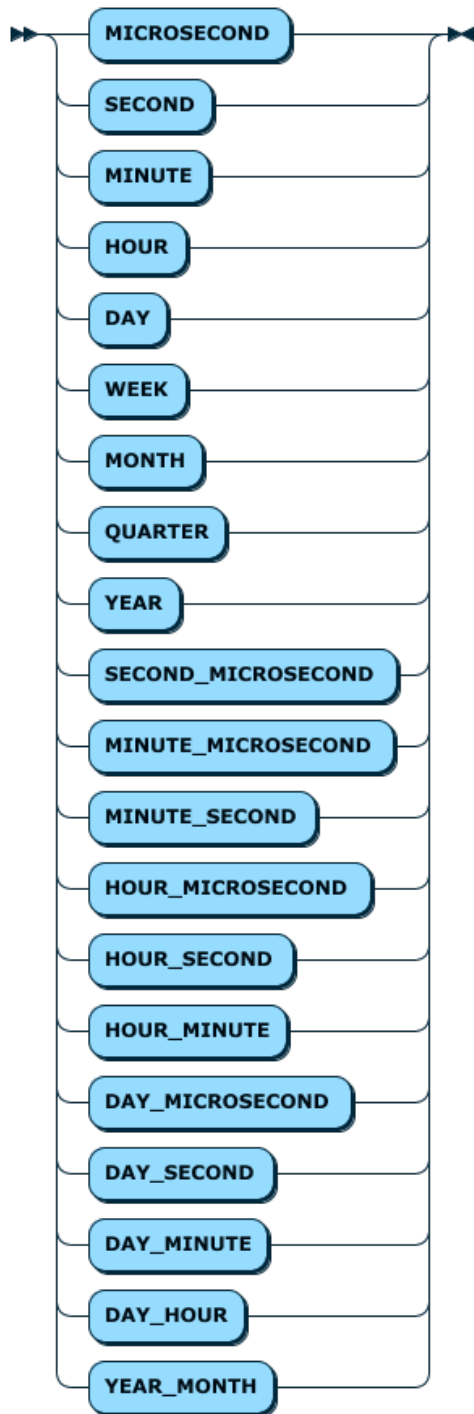 MICROSECOND
SECOND
MINUTE
HOUR
DAY
WEEK
MONTH
QUARTER
YEAR
SECOND_MICROSECOND
MINUTE_MICROSECOND
MINUTE_SECOND
HOUR_MICROSECOND
HOUR_SECOND
HOUR_MINUTE
DAY_MICROSECOND
DAY_SECOND
DAY_MINUTE
DAY_HOUR
YEAR_MONTH